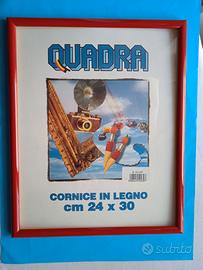 QUADRA
CORNICE IN LEGNO
cm 24 x 30
subito